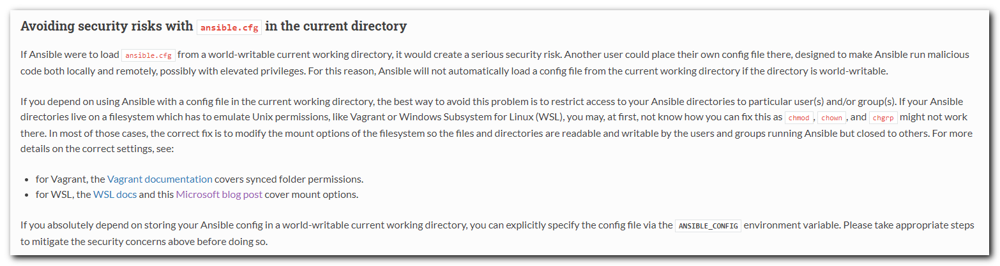 Avoiding security risks with ansible.cfg in the current directory
If Ansible were to load ansible.cfg from a world-writable current working directory, it would create a serious security risk. Another user could place their own config file there, designed to make Ansible run malicious
code both locally and remotely, possibly with elevated privileges. For this reason, Ansible will not automatically load a config file from the current working directory if the directory is world-writable.
If you depend on using Ansible with a config file in the current working directory, the best way to avoid this problem is to restrict access to your Ansible directories to particular user(s) and/or group(s). If your Ansible
directories live on a filesystem which has to emulate Unix permissions, like Vagrant or Windows Subsystem for Linux (WSL), you may, at first, not know how you can fix this as chmod, chown, and chgrp might not work
there. In most of those cases, the correct fix is to modify the mount options of the filesystem so the files and directories are readable and writable by the users and groups running Ansible but closed to others. For more
details on the correct settings, see:
• for Vagrant, the Vagrant documentation covers synced folder permissions.
• for WSL, the WSL docs and this Microsoft blog post cover mount options.
If you absolutely depend on storing your Ansible config in a world-writable current working directory, you can explicitly specify the config file via the ANSIBLE_CONFIG environment variable. Please take appropriate steps
to mitigate the security concerns above before doing so.